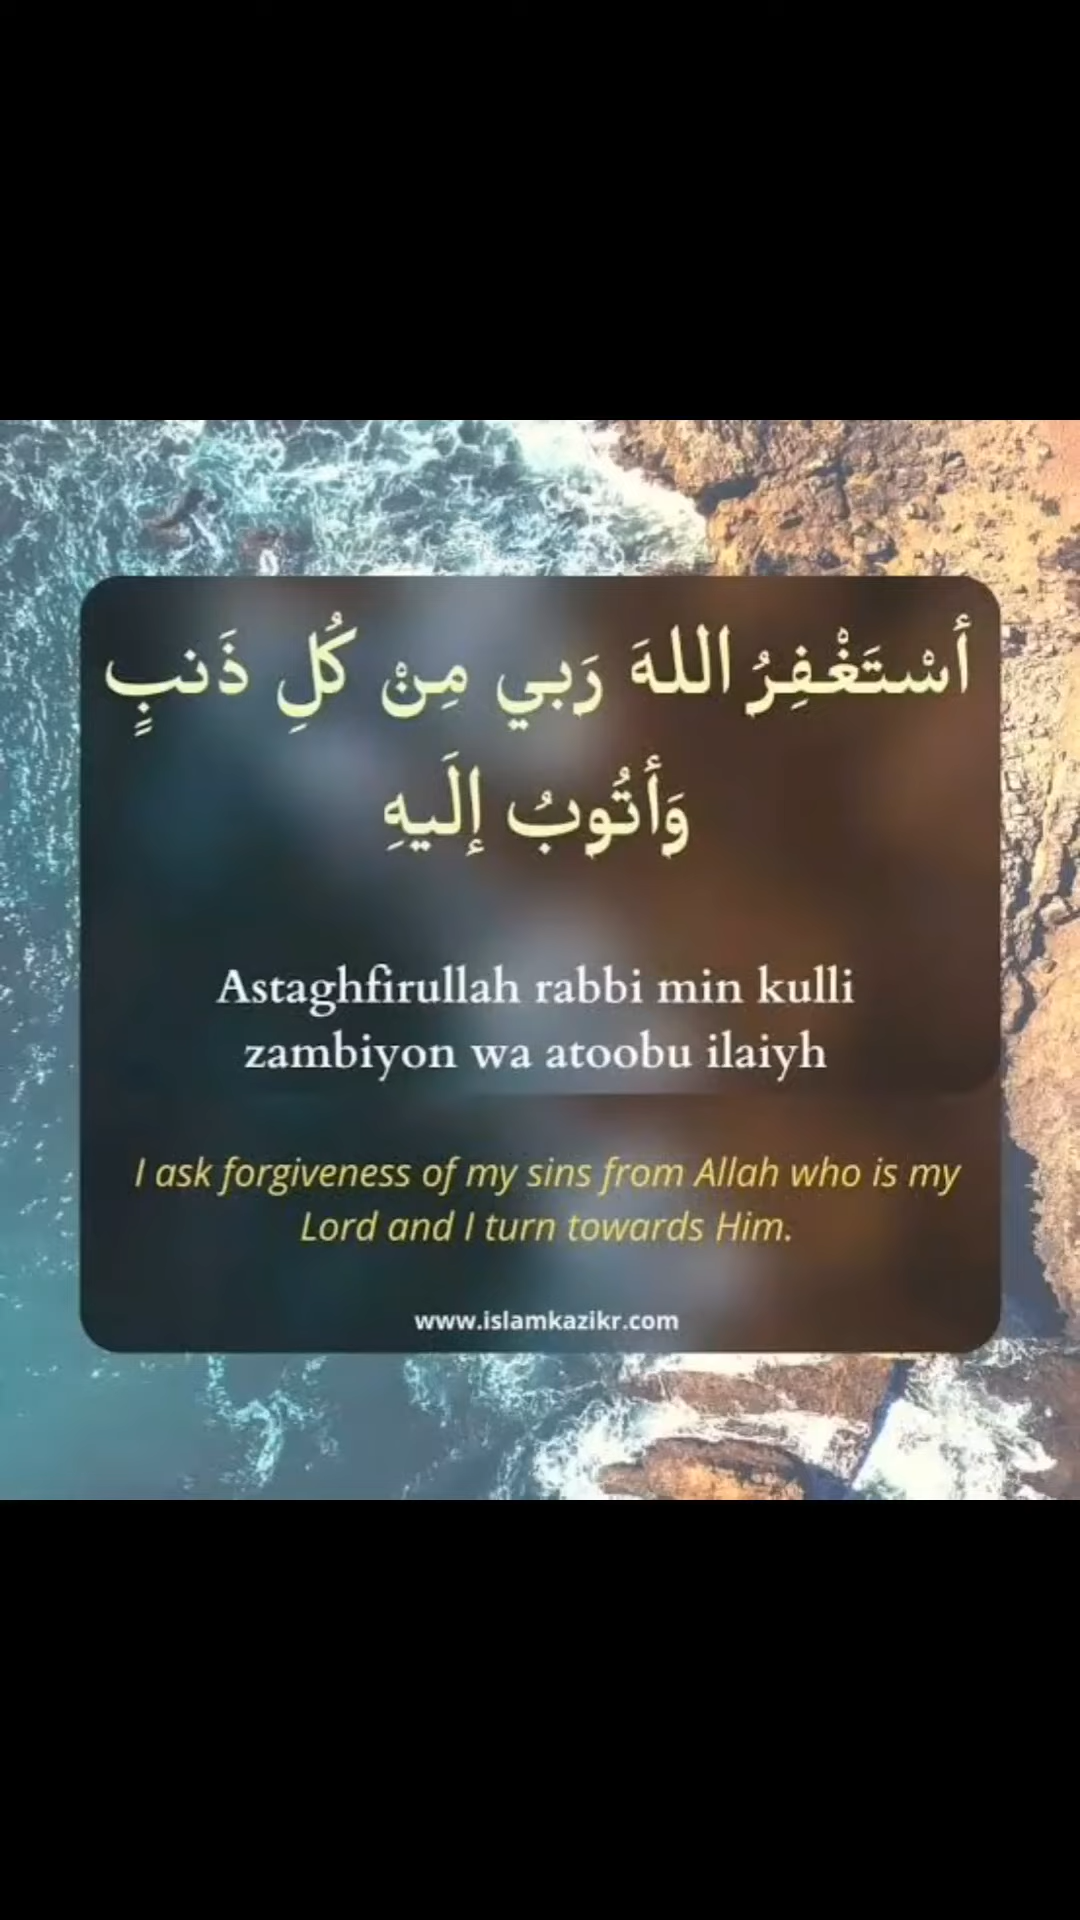 أَسْتَغْفِرُ اللهَ رَبي مِنْ كُلِ ذَنبٍ
وَأَتُوبُ إِلَيهِ
Astaghfirullah rabbi min kulli
zambiyon wa atoobu ilaiyh
I ask forgiveness of my sins from Allah who is my
Lord and I turn towards Him.
www.islamkazikr.com